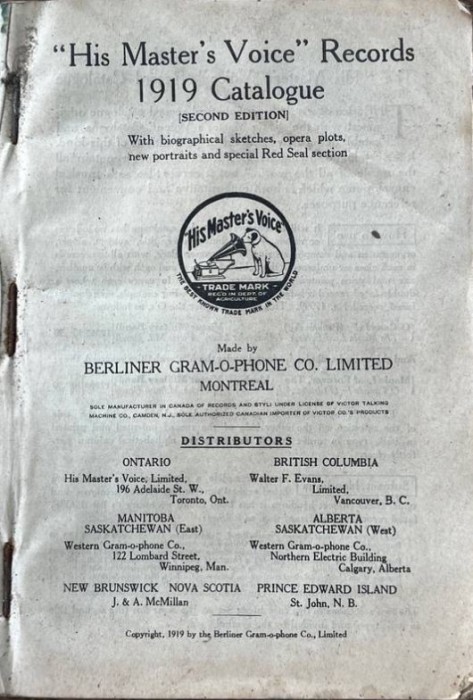 "His Master's Voice" Records
1919 Catalogue
[SECOND EDITION]
With biographical sketches, opera plots,
new portraits and special Red Seal section
His Master's Voice
TRADE MARK
REG'D IN DEPT. OF
AGRICULTURE
THE BEST KNOWN TRADE MARK IN THE WORLD
Made by
BERLINER GRAM-O-PHONE CO. LIMITED
MONTREAL
SOLE MANUFACTURER IN CANADA OF RECORDS AND STYLI UNDER LICENSE OF VICTOR TALKING
MACHINE CO., CAMDEN, N.J., SOLE AUTHORIZED CANADIAN IMPORTER OF VICTOR CO.'S PRODUCTS
DISTRIBUTORS
ONTARIO
His Master's Voice, Limited,
196 Adelaide St. W.,
Toronto, Ont.
BRITISH COLUMBIA
Walter F. Evans,
Limited,
Vancouver, B. C.
MANITOBA
SASKATCHEWAN (East)
Western Gram-o-phone Co.,
122 Lombard Street,
Winnipeg, Man.
ALBERTA
SASKATCHEWAN (West)
Western Gram-o-phone Co.,
Northern Electric Building
Calgary, Alberta
NEW BRUNSWICK NOVA SCOTIA PRINCE EDWARD ISLAND
J. & A. McMillan St. John, N. B.
Copyright, 1919 by the Berliner Gram-o-phone Co., Limited